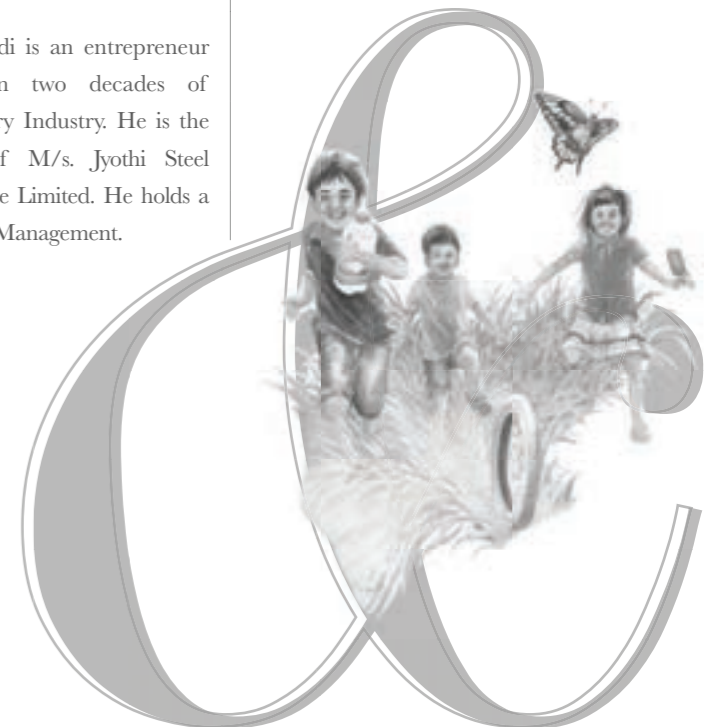 di is an entrepreneur
n two decades of
ry Industry. He is the
f M/s. Jyothi Steel
e Limited. He holds a
Management.